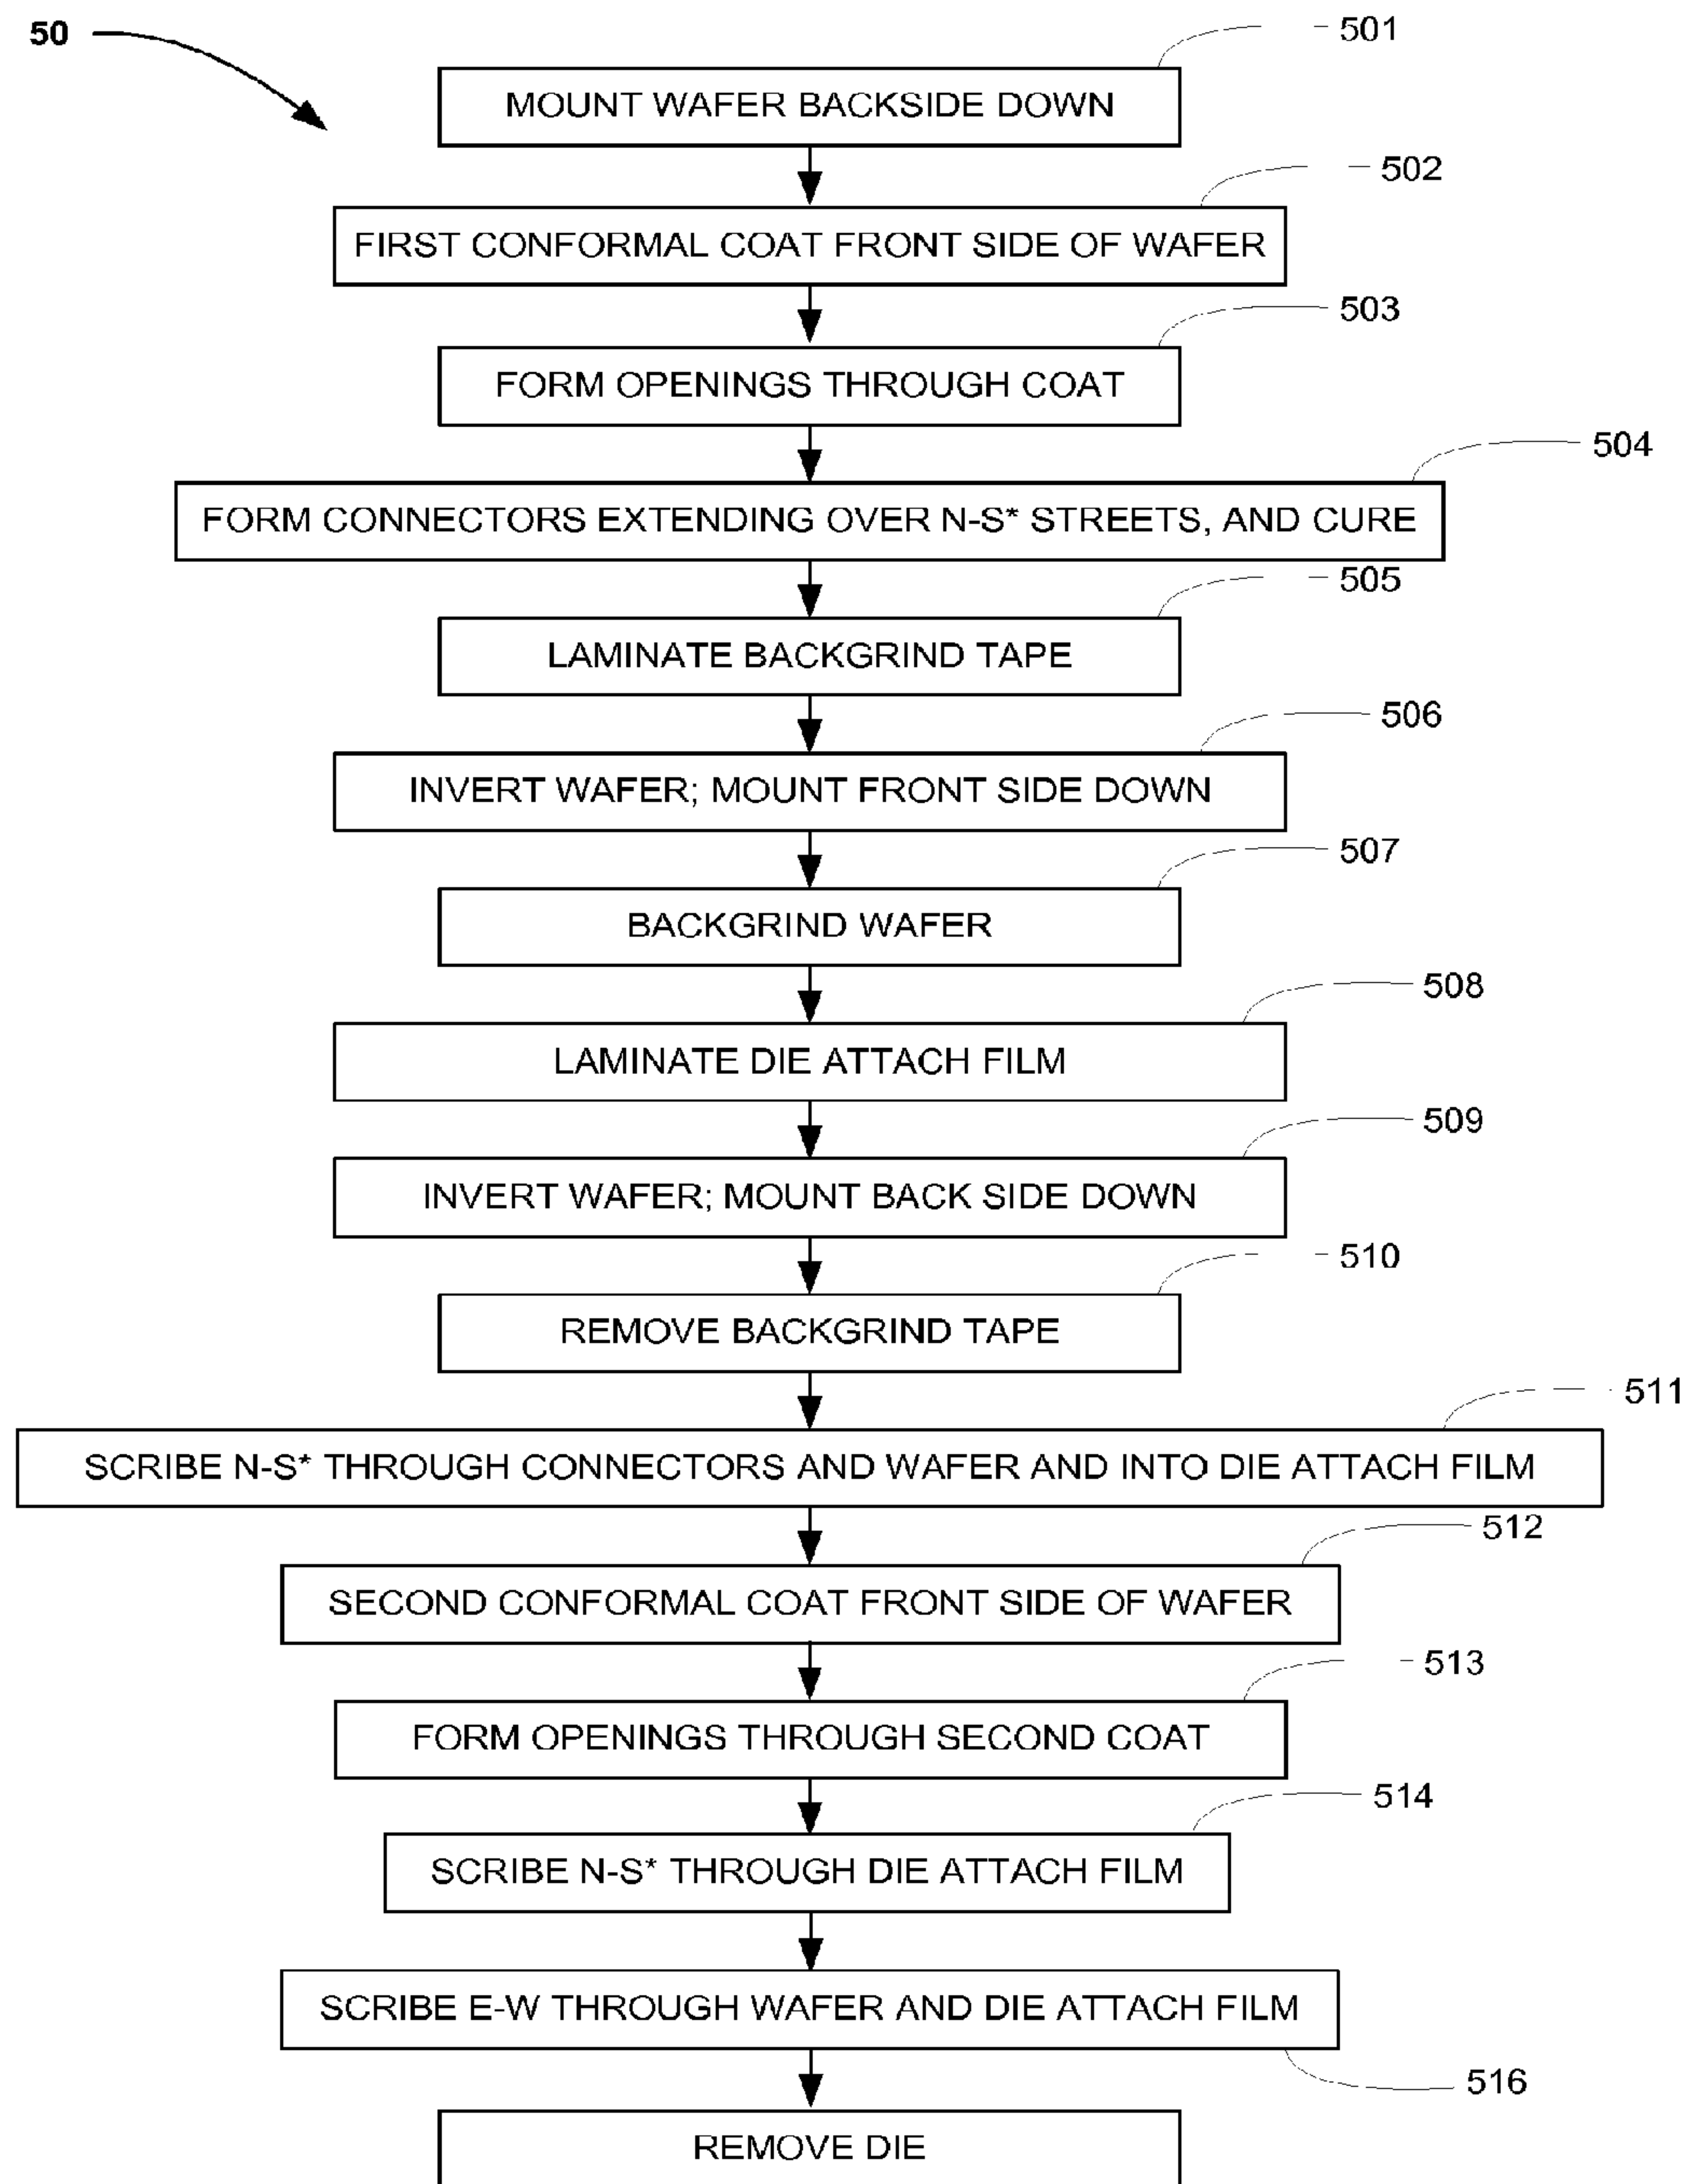 50
501
MOUNT WAFER BACKSIDE DOWN
502
FIRST CONFORMAL COAT FRONT SIDE OF WAFER
503
FORM OPENINGS THROUGH COAT
504
FORM CONNECTORS EXTENDING OVER N-S* STREETS, AND CURE
505
LAMINATE BACKGRIND TAPE
506
INVERT WAFER; MOUNT FRONT SIDE DOWN
507
BACKGRIND WAFER
508
LAMINATE DIE ATTACH FILM
509
INVERT WAFER; MOUNT BACK SIDE DOWN
510
REMOVE BACKGRIND TAPE
511
SCRIBE N-S* THROUGH CONNECTORS AND WAFER AND INTO DIE ATTACH FILM
512
SECOND CONFORMAL COAT FRONT SIDE OF WAFER
513
FORM OPENINGS THROUGH SECOND COAT
514
SCRIBE N-S* THROUGH DIE ATTACH FILM
SCRIBE E-W THROUGH WAFER AND DIE ATTACH FILM
516
REMOVE DIE